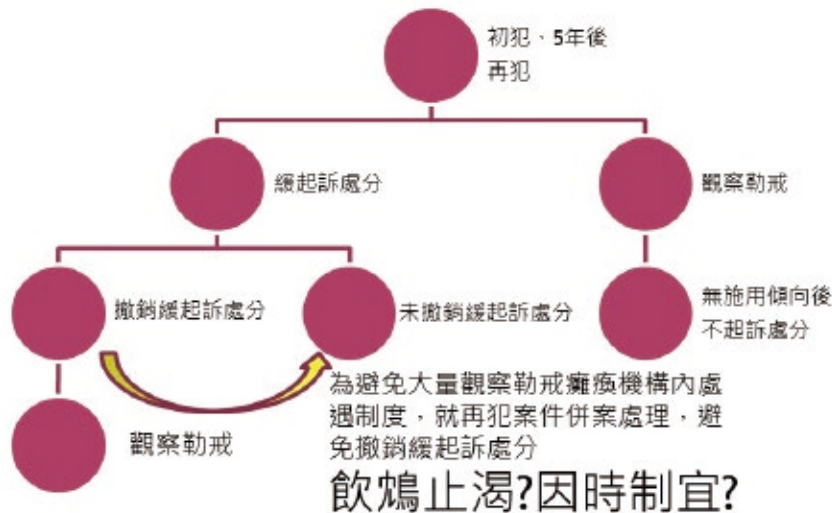 初犯、5年後
再犯
緩起訴處分
觀察勒戒
撤銷緩起訴處分
未撤銷緩起訴處分
無施用傾向後
不起訴處分
觀察勒戒
為避免大量觀察勒戒癱瘓機構內處
遇制度，就再犯案件併案處理，避
免撤銷緩起訴處分
飲鴆止渴?因時制宜?